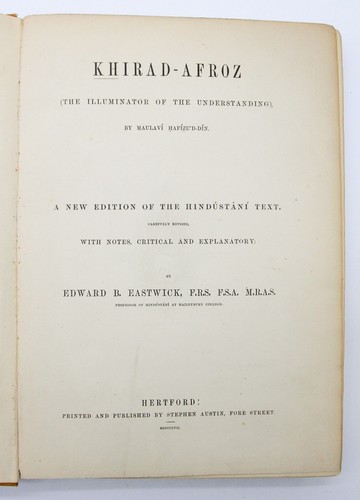 KHIRAD-AFROZ
(THE ILLUMINATOR OF THE UNDERSTANDING),
BY MAULAVÍ ḤAFÍZU'D-DÍN.
A NEW EDITION OF THE HINDÚSTÁNÍ TEXT,
CAREFULLY REVISED,
WITH NOTES, CRITICAL AND EXPLANATORY;
BY
EDWARD B. EASTWICK, F.R.S. F.S.A. M.R.A.S.
PROFESSOR OF HINDÚSTÁNÍ AT HAILEYBURY COLLEGE.
HERTFORD:
PRINTED AND PUBLISHED BY STEPHEN AUSTIN, FORE STREET.